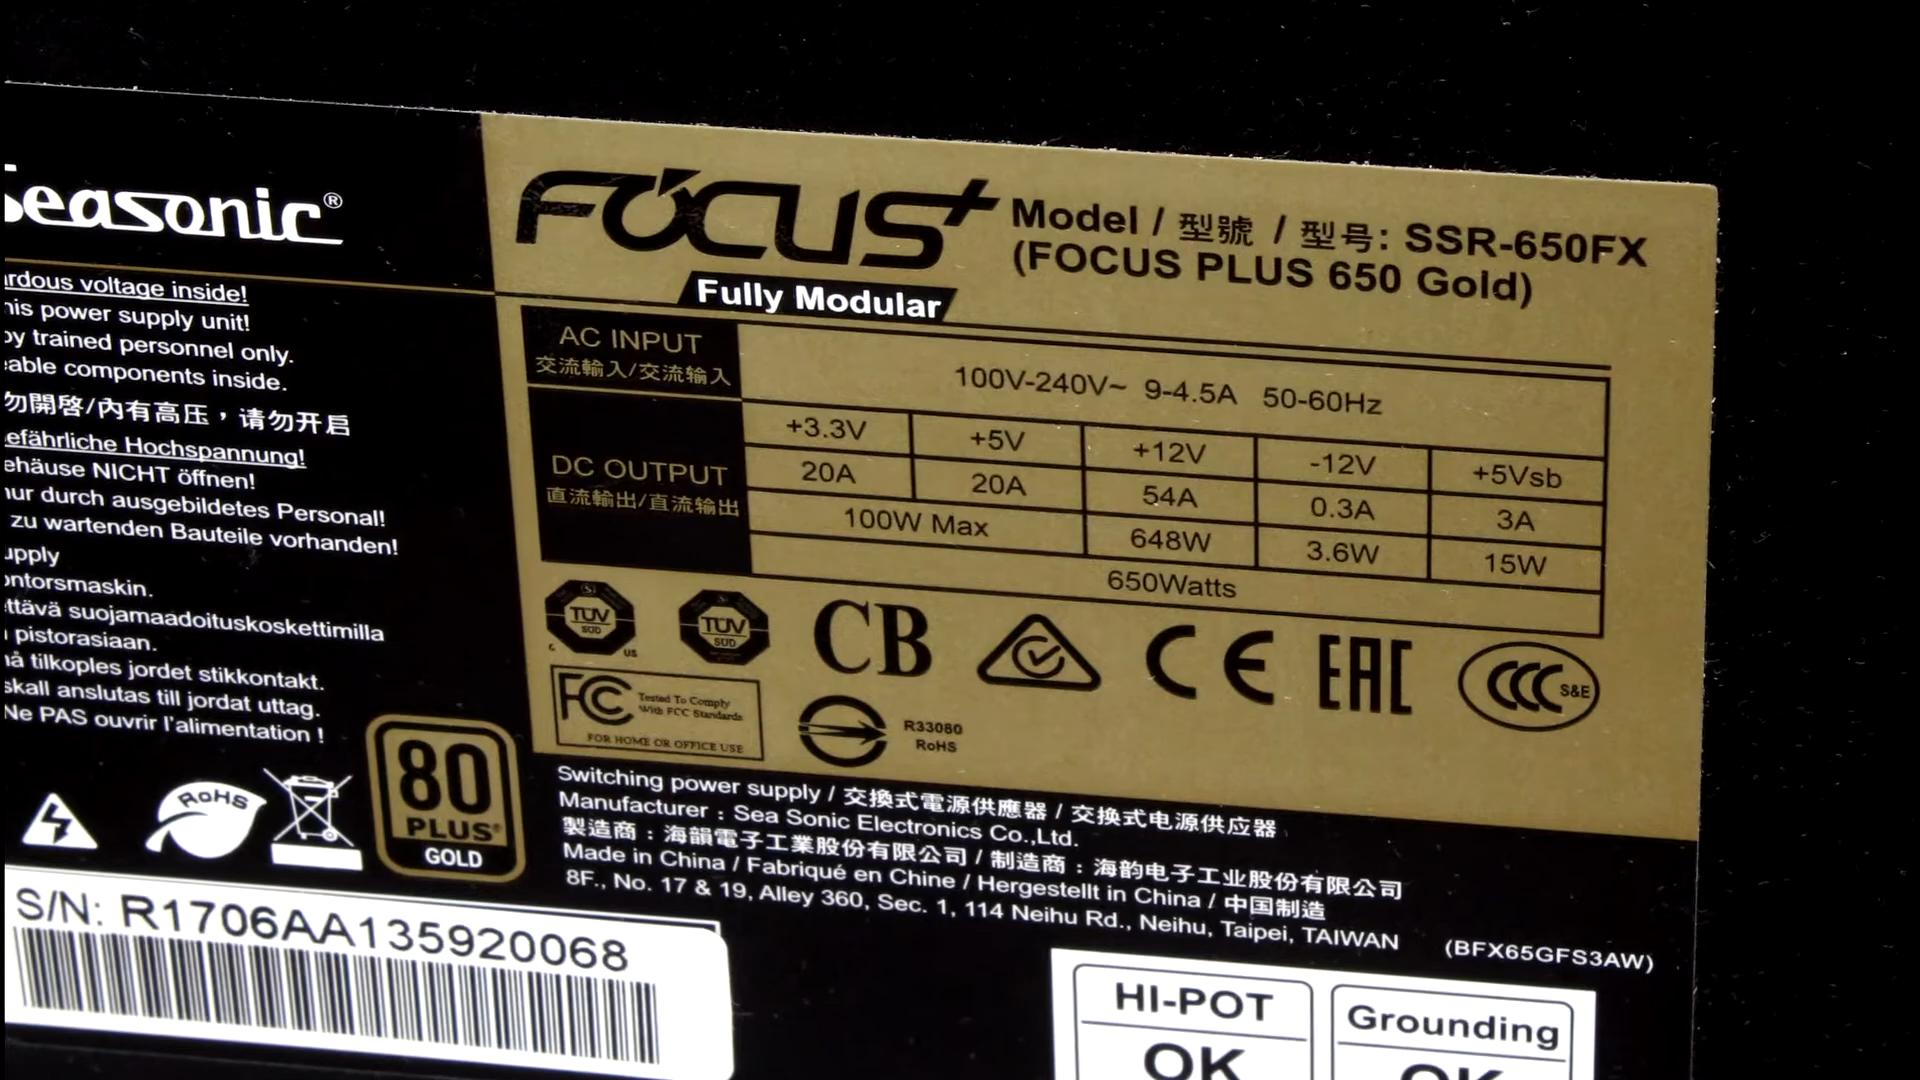 Seasonic®
FOCUS+
Fully Modular
Model / 型號 / 型号: SSR-650FX
(FOCUS PLUS 650 Gold)
voltage inside!
power supply unit!
by trained personnel only.
components inside.
勿開啓/內有高压，请勿开启
Hochspannung!
NICHT öffnen!
nur durch ausgebildetes Personal!
zu wartenden Bauteile vorhanden!
suojamaadoituskoskettimilla
pistorasiaan.
tilkoples jordet stikkontakt.
skall anslutas till jordat uttag.
Ne PAS ouvrir l'alimentation !
AC INPUT
交流輸入/交流输入
100V-240V~ 9-4.5A 50-60Hz
DC OUTPUT
直流輸出/直流输出
+3.3V +5V +12V -12V +5Vsb
20A 20A 54A 0.3A 3A
100W Max 648W 3.6W 15W
650Watts
TÜV
SÜD
C US
TÜV
SÜD
CB
CE
EAC
CCC S&E
FC Tested To Comply
With FCC Standards
FOR HOME OR OFFICE USE
R33080
RoHS
RoHS
80
PLUS®
GOLD
Switching power supply / 交換式電源供應器 / 交换式电源供应器
Manufacturer : Sea Sonic Electronics Co.,Ltd.
製造商 : 海韻電子工業股份有限公司 / 制造商 : 海韵电子工业股份有限公司
Made in China / Fabriqué en Chine / Hergestellt in China / 中国制造
8F., No. 17 & 19, Alley 360, Sec. 1, 114 Neihu Rd., Neihu, Taipei, TAIWAN (BFX65GFS3AW)
S/N: R1706AA135920068
HI-POT
OK
Grounding
OK